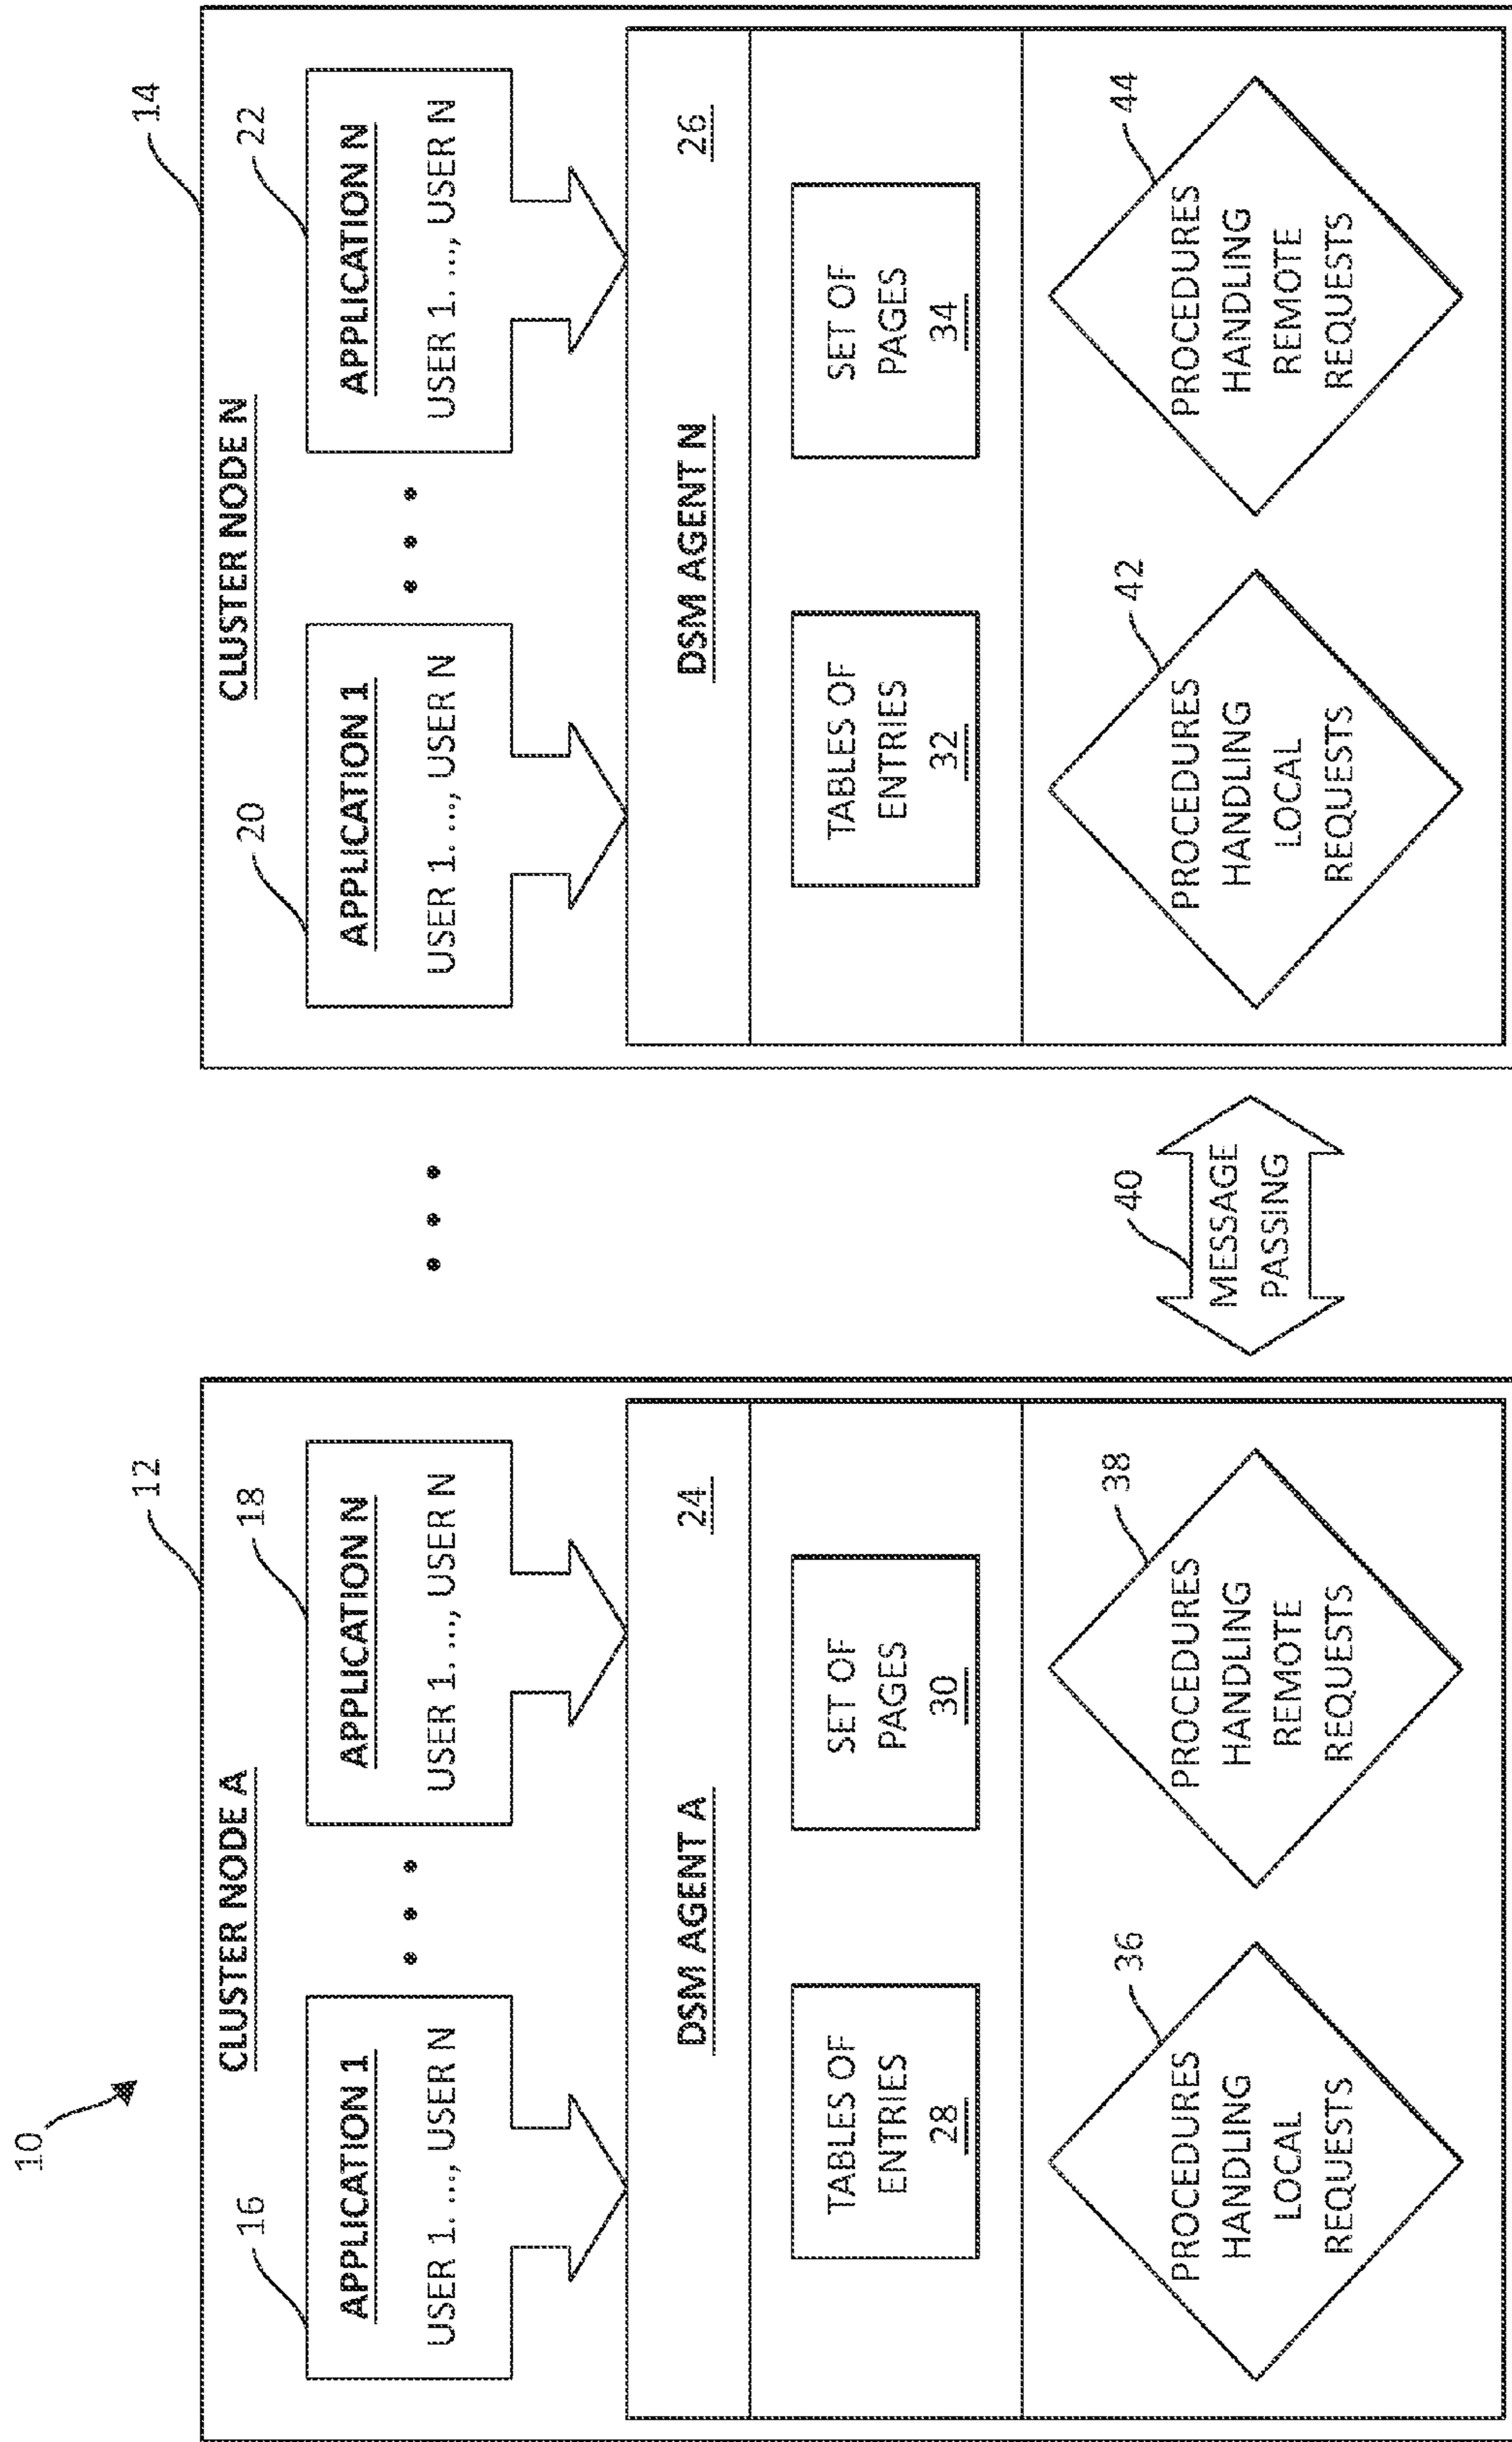 10
12
CLUSTER NODE A
16
APPLICATION 1
USER 1. ..., USER N
• • •
18
APPLICATION N
USER 1. ..., USER N
DSM AGENT A
24
TABLES OF
ENTRIES
28
SET OF
PAGES
30
36
PROCEDURES
HANDLING
LOCAL
REQUESTS
38
PROCEDURES
HANDLING
REMOTE
REQUESTS
• • •
40
MESSAGE
PASSING
14
CLUSTER NODE N
20
APPLICATION 1
USER 1. ..., USER N
• • •
22
APPLICATION N
USER 1. ..., USER N
DSM AGENT N
26
TABLES OF
ENTRIES
32
SET OF
PAGES
34
42
PROCEDURES
HANDLING
LOCAL
REQUESTS
44
PROCEDURES
HANDLING
REMOTE
REQUESTS